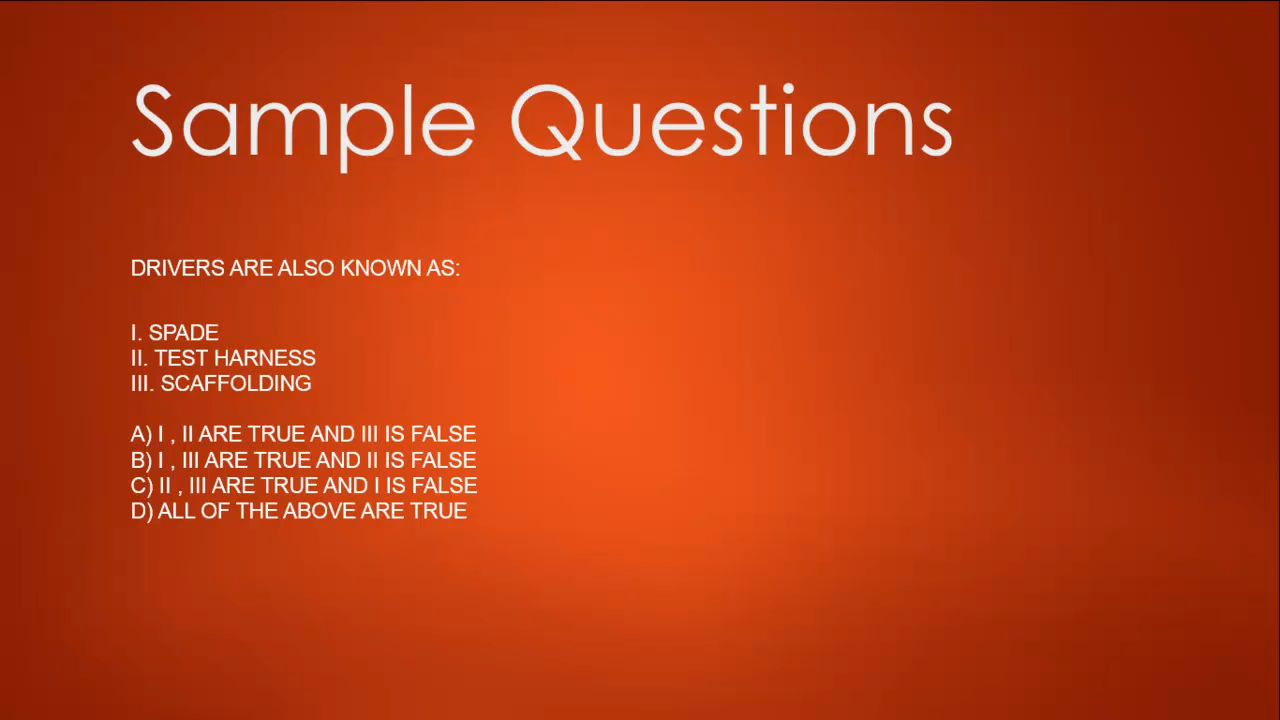 Sample Questions
DRIVERS ARE ALSO KNOWN AS:
I. SPADE
II. TEST HARNESS
III. SCAFFOLDING
A) I , II ARE TRUE AND III IS FALSE
B) I , III ARE TRUE AND II IS FALSE
C) II , III ARE TRUE AND I IS FALSE
D) ALL OF THE ABOVE ARE TRUE